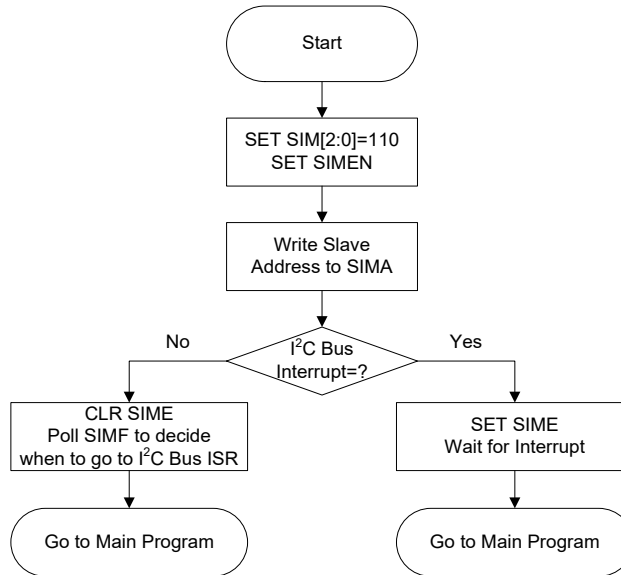 Start
SET SIM[2:0]=110
SET SIMEN
Write Slave
Address to SIMA
No
I²C Bus
Interrupt=?
Yes
CLR SIME
Poll SIMF to decide
when to go to I²C Bus ISR
SET SIME
Wait for Interrupt
Go to Main Program
Go to Main Program